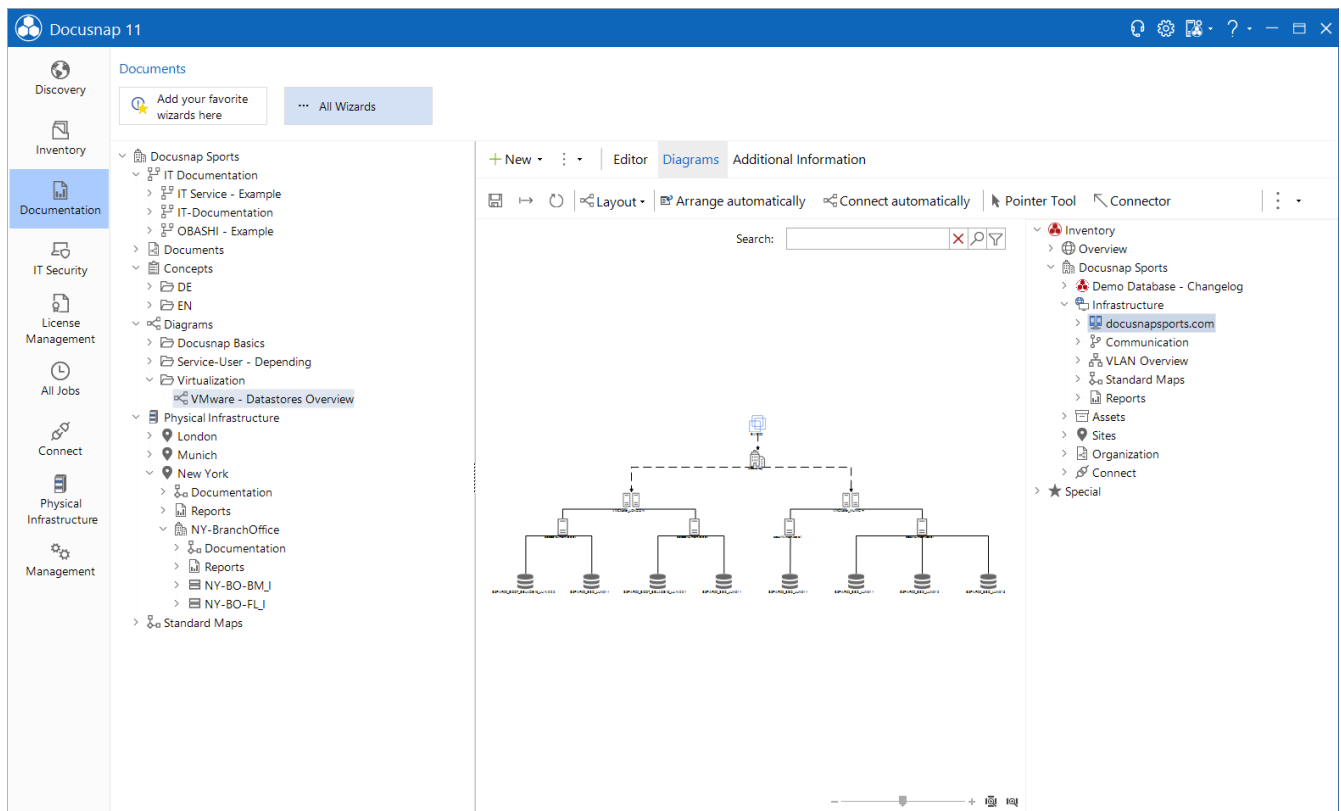 Docusnap 11
Discovery
Inventory
Documentation
IT Security
License
Management
All Jobs
Connect
Physical
Infrastructure
Management
Documents
Add your favorite
wizards here
All Wizards
Docusnap Sports
IT Documentation
IT Service - Example
IT-Documentation
OBASHI - Example
Documents
Concepts
DE
EN
Diagrams
Docusnap Basics
Service-User - Depending
Virtualization
VMware - Datastores Overview
Physical Infrastructure
London
Munich
New York
Documentation
Reports
NY-BranchOffice
Documentation
Reports
NY-BO-BM_I
NY-BO-FL_I
Standard Maps
New
Editor
Diagrams
Additional Information
Layout
Arrange automatically
Connect automatically
Pointer Tool
Connector
Search:
Inventory
Overview
Docusnap Sports
Demo Database - Changelog
Infrastructure
docusnapsports.com
Communication
VLAN Overview
Standard Maps
Reports
Assets
Sites
Organization
Connect
Special